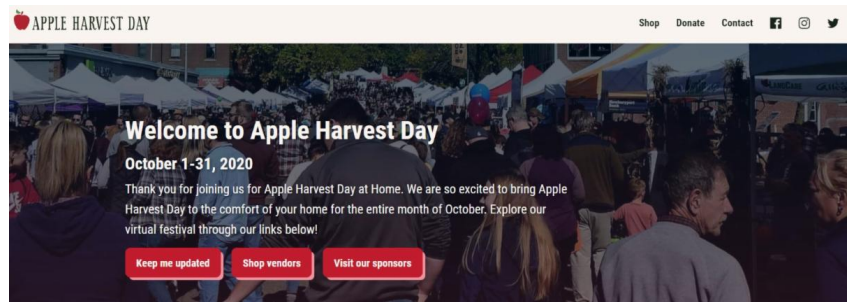 APPLE HARVEST DAY
Shop Donate Contact
Welcome to Apple Harvest Day
October 1-31, 2020
Thank you for joining us for Apple Harvest Day at Home. We are so excited to bring Apple
Harvest Day to the comfort of your home for the entire month of October. Explore our
virtual festival through our links below!
Keep me updated Shop vendors Visit our sponsors